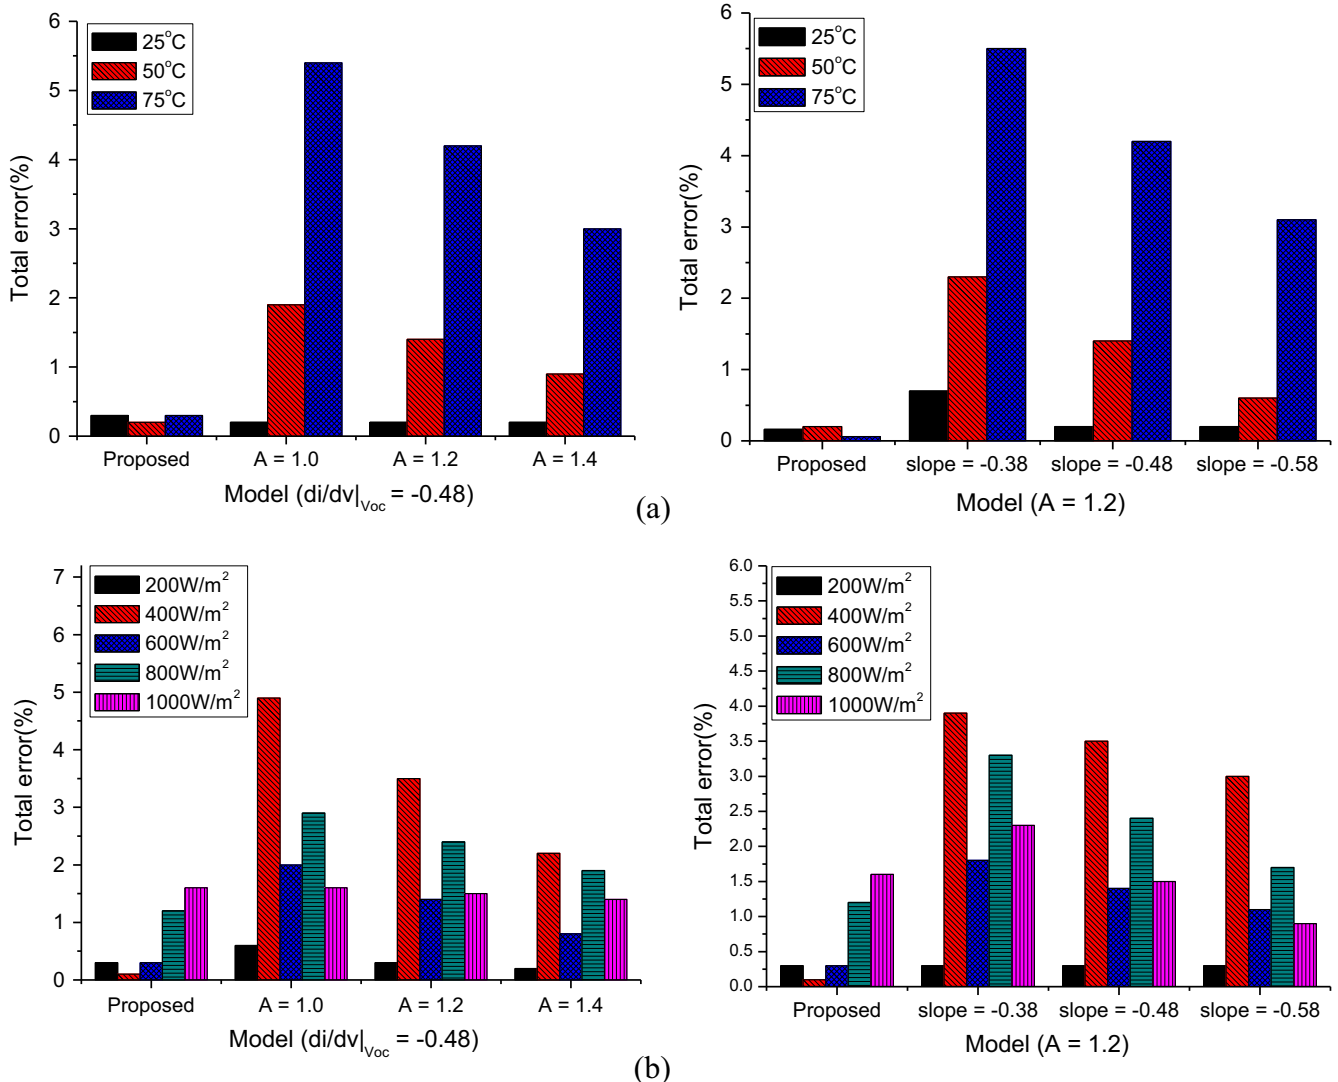 6
5
4
3
2
1
0
Total error(%)
25°C
50°C
75°C
Proposed A = 1.0 A = 1.2 A = 1.4
Model (di/dv|Voc = -0.48)
6
5
4
3
2
1
0
Total error(%)
25°C
50°C
75°C
Proposed slope = -0.38 slope = -0.48 slope = -0.58
Model (A = 1.2)
(a)
7
6
5
4
3
2
1
0
Total error(%)
200W/m²
400W/m²
600W/m²
800W/m²
1000W/m²
Proposed A = 1.0 A = 1.2 A = 1.4
Model (di/dv|Voc = -0.48)
6.0
5.5
5.0
4.5
4.0
3.5
3.0
2.5
2.0
1.5
1.0
0.5
0.0
Total error(%)
200W/m²
400W/m²
600W/m²
800W/m²
1000W/m²
Proposed slope = -0.38 slope = -0.48 slope = -0.58
Model (A = 1.2)
(b)